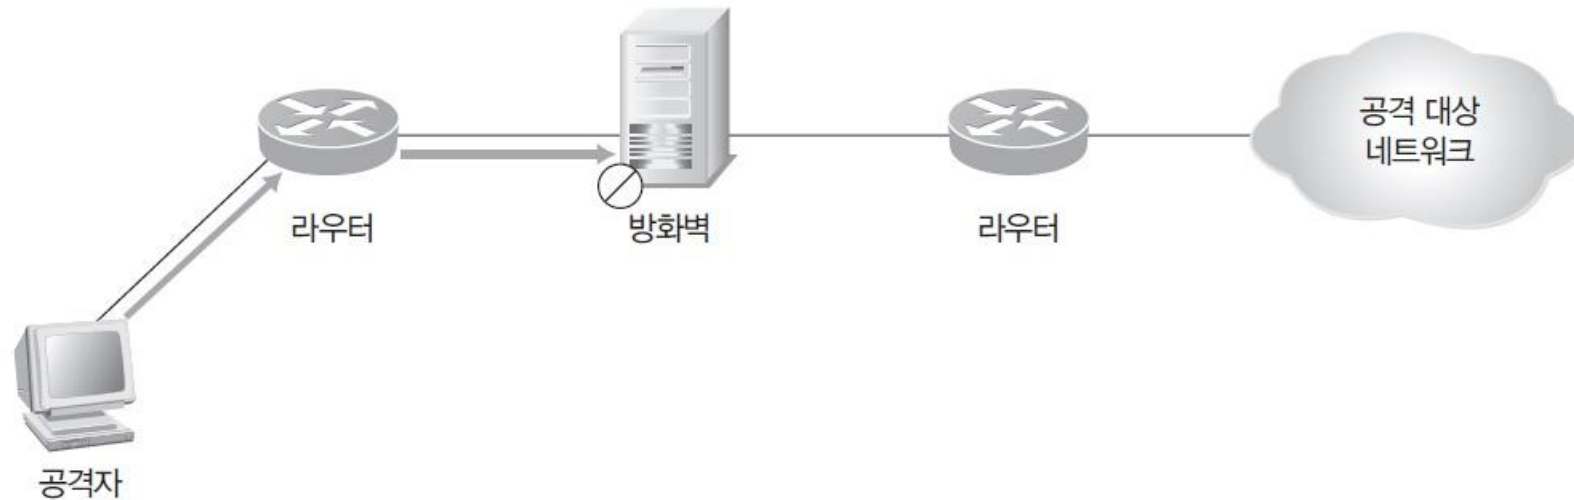 라우터
방화벽
라우터
공격 대상
네트워크
공격자